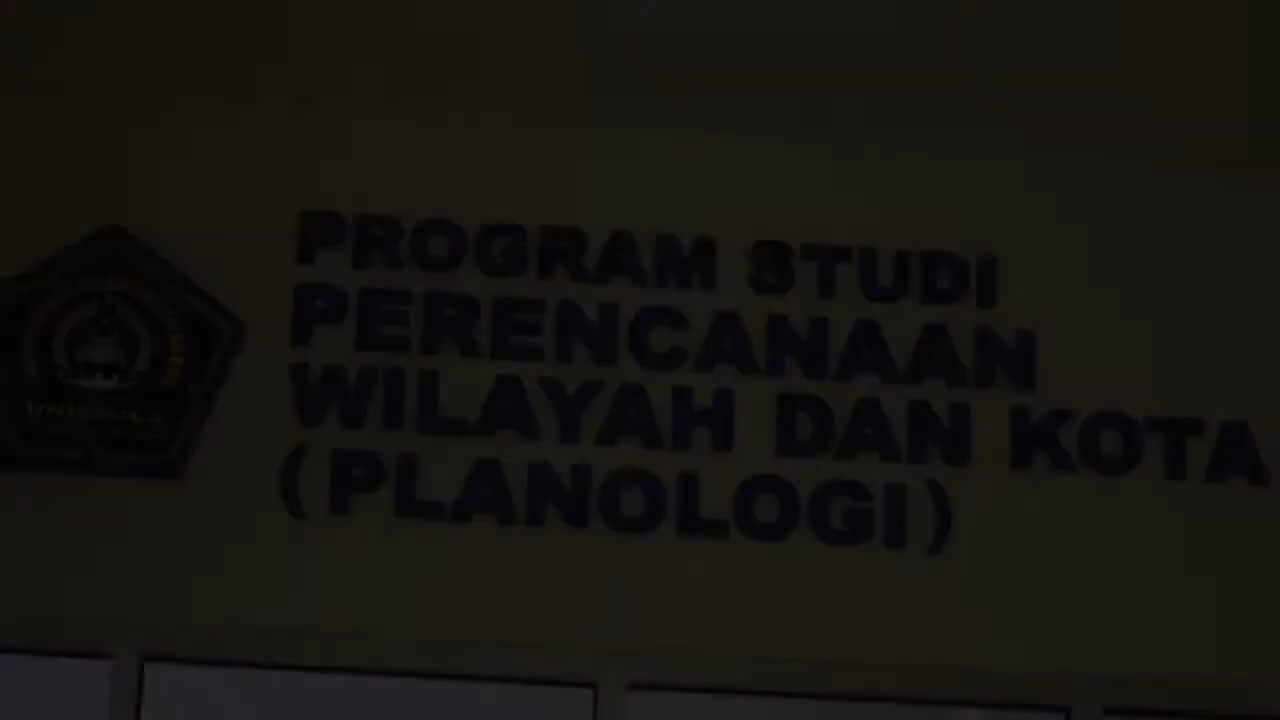 PROGRAM STUDI
PERENCANAAN
WILAYAH DAN KOTA
(PLANOLOGI)